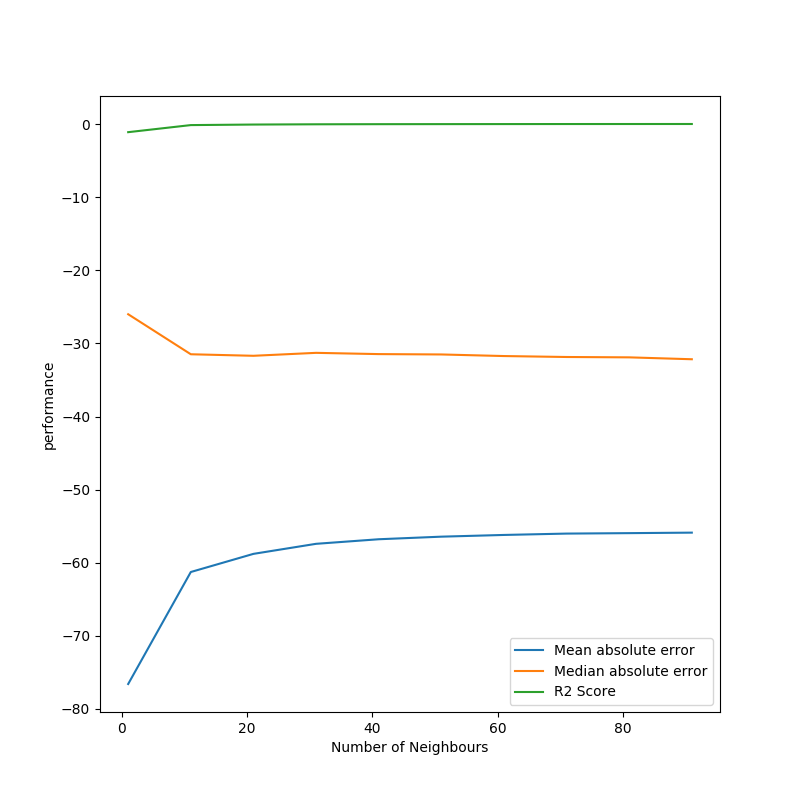 0
−10
−20
−30
−40
−50
−60
−70
−80
performance
0 20 40 60 80
Number of Neighbours
Mean absolute error
Median absolute error
R2 Score